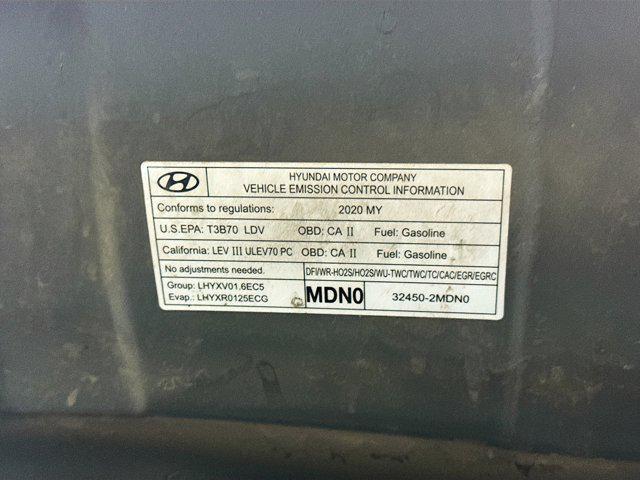 HYUNDAI MOTOR COMPANY
VEHICLE EMISSION CONTROL INFORMATION
Conforms to regulations: 2020 MY
U.S.EPA: T3B70 LDV OBD: CA II Fuel: Gasoline
California: LEV III ULEV70 PC OBD: CA II Fuel: Gasoline
No adjustments needed. DFI/WR-HO2S/HO2S/WU-TWC/TWC/TC/CAC/EGR/EGRC
Group: LHYXV01.6EC5
Evap.: LHYXR0125ECG
MDN0 32450-2MDN0